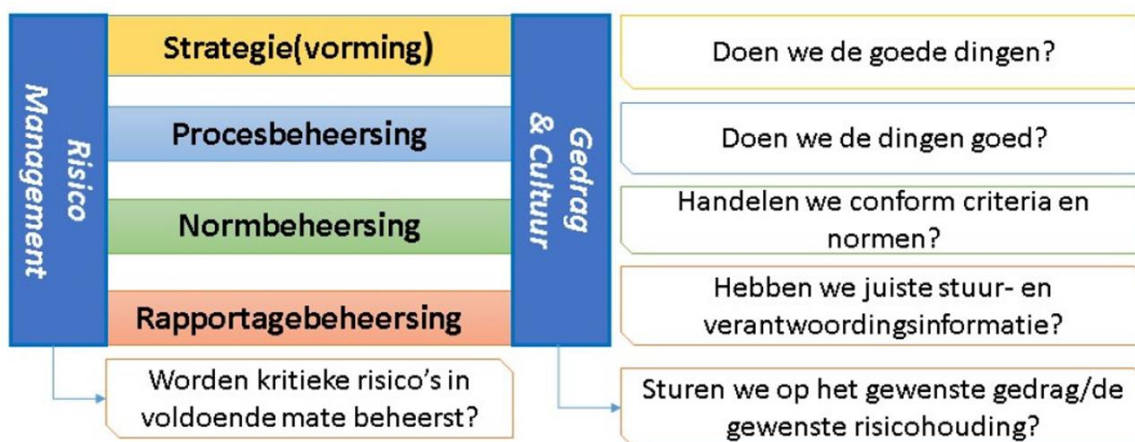 Risico
Management
Strategie(vorming)
Procesbeheersing
Normbeheersing
Rapportagebeheersing
Gedrag
& Cultuur
Doen we de goede dingen?
Doen we de dingen goed?
Handelen we conform criteria en
normen?
Hebben we juiste stuur- en
verantwoordingsinformatie?
Worden kritieke risico's in
voldoende mate beheerst?
Sturen we op het gewenste gedrag/de
gewenste risicohouding?